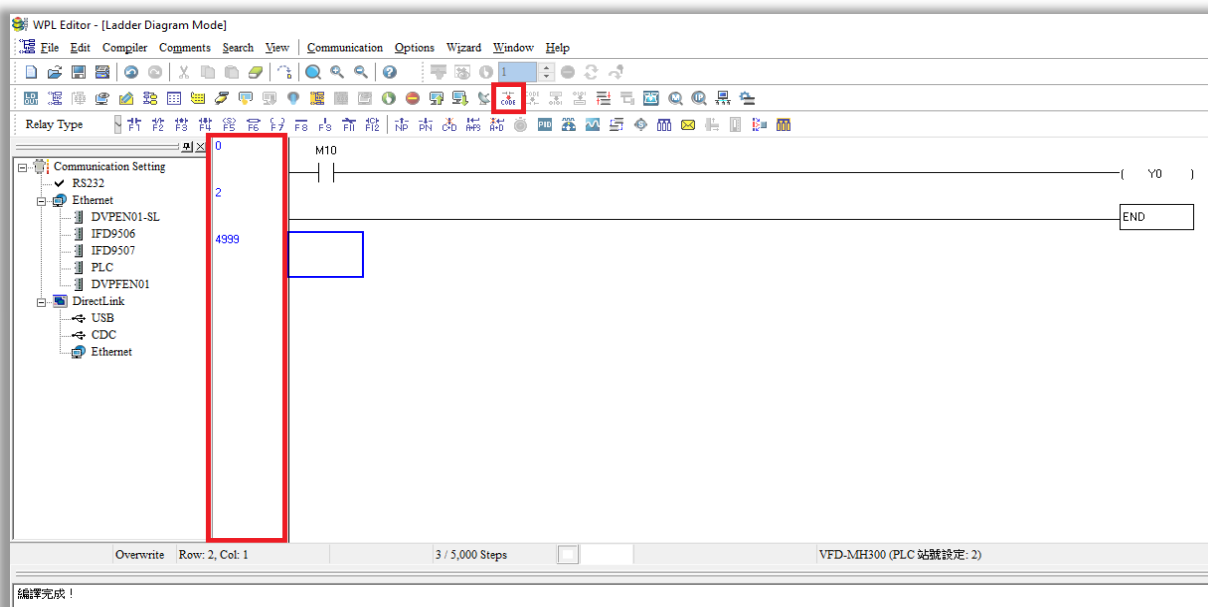 WPL Editor - [Ladder Diagram Mode]
File Edit Compiler Comments Search View Communication Options Wizard Window Help
1
CODE
Relay Type F1 F2 F3 F4 F5 F6 F7 F8 F9 F11 F12 NP PN
PID
Communication Setting
RS232
Ethernet
DVPEN01-SL
IFD9506
IFD9507
PLC
DVPFEN01
DirectLink
USB
CDC
Ethernet
0
2
4999
M10
( Y0 )
END
Overwrite Row: 2, Col: 1 3 / 5,000 Steps VFD-MH300 (PLC 站號設定: 2)
編譯完成！